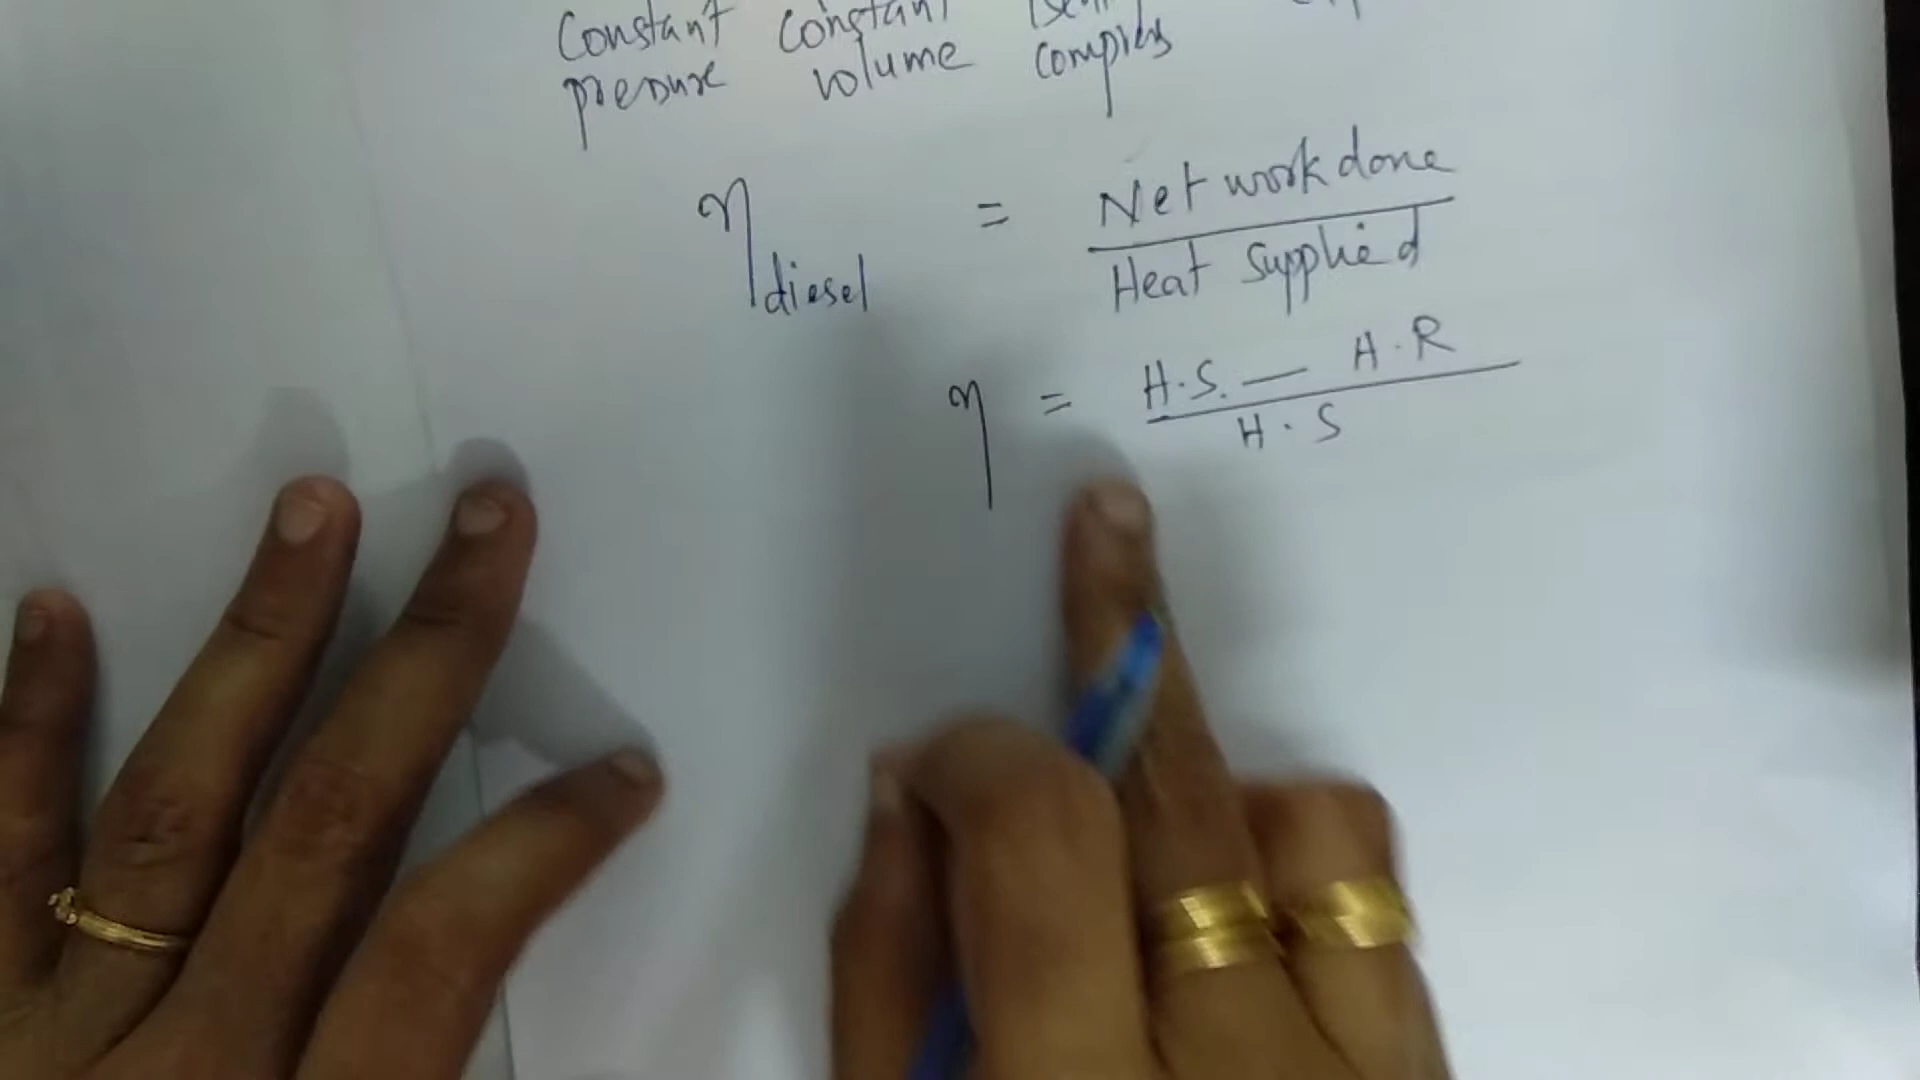 Constant constant
pressure volume compres
η diesel = Net work done
Heat supplied
η = H.S. — H.R
H.S